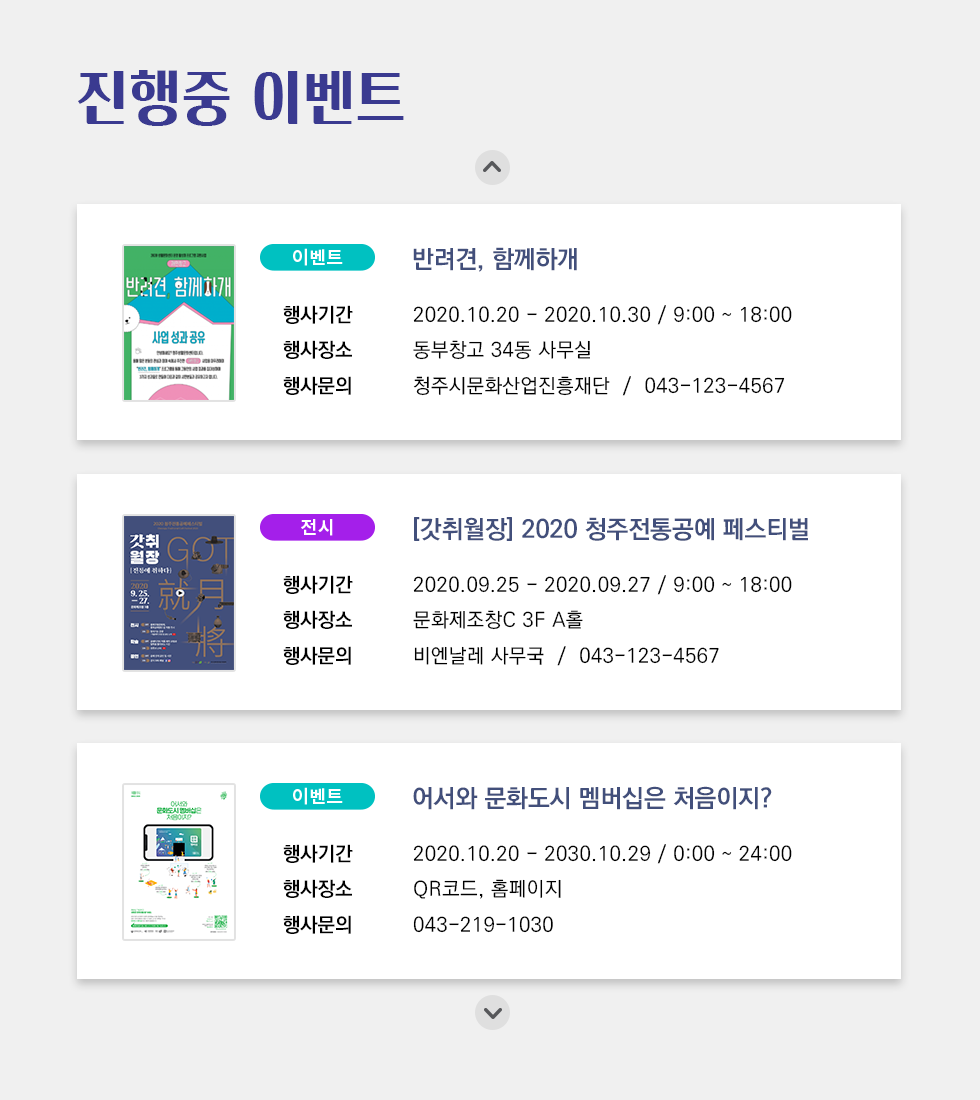 진행중 이벤트
이벤트
반려견, 함께하개
행사기간 2020.10.20 - 2020.10.30 / 9:00 ~ 18:00
행사장소 동부창고 34동 사무실
행사문의 청주시문화산업진흥재단 / 043-123-4567
반려견 함께하개
사업 성과 공유
전시
[갓취월장] 2020 청주전통공예 페스티벌
행사기간 2020.09.25 - 2020.09.27 / 9:00 ~ 18:00
행사장소 문화제조창C 3F A홀
행사문의 비엔날레 사무국 / 043-123-4567
갓취
월장
[전통에 취하다]
GOT
就月
將
2020
9. 25.
— 27.
이벤트
어서와 문화도시 멤버십은 처음이지?
행사기간 2020.10.20 - 2030.10.29 / 0:00 ~ 24:00
행사장소 QR코드, 홈페이지
행사문의 043-219-1030
어서와
문화도시 멤버십은
처음이지?